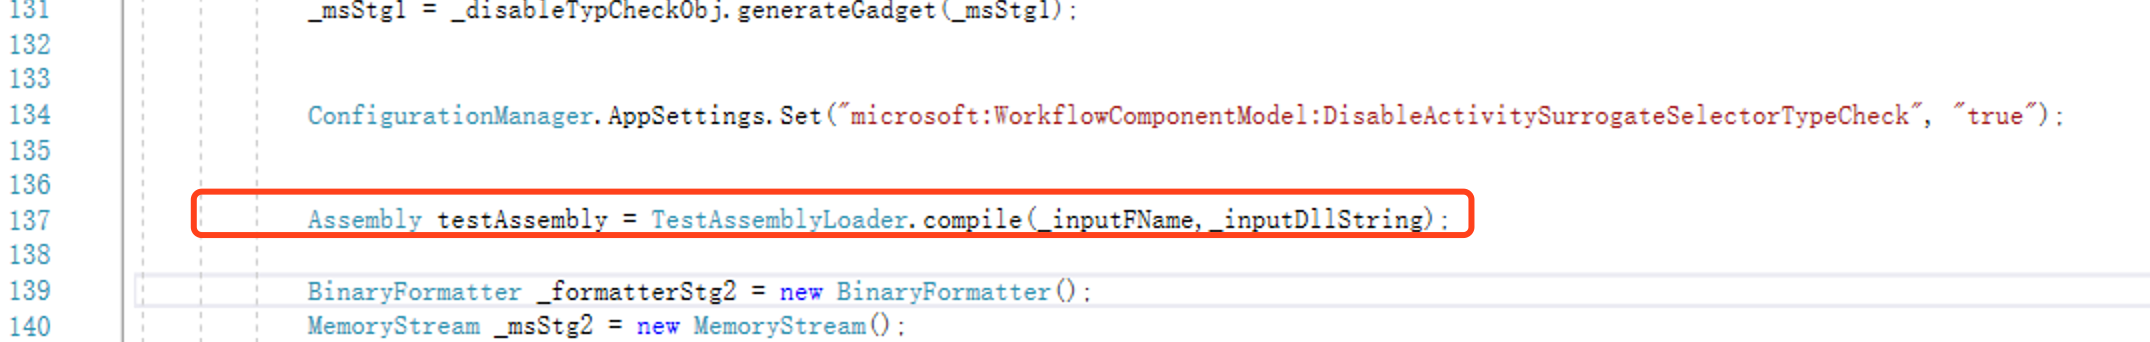 131 _msStg1 = _disableTypCheckObj.generateGadget(_msStg1);
132
133
134 ConfigurationManager.AppSettings.Set("microsoft:WorkflowComponentModel:DisableActivitySurrogateSelectorTypeCheck", "true");
135
136
137 Assembly testAssembly = TestAssemblyLoader.compile(_inputFName,_inputDllString);
138
139 BinaryFormatter _formatterStg2 = new BinaryFormatter();
140 MemoryStream _msStg2 = new MemoryStream();